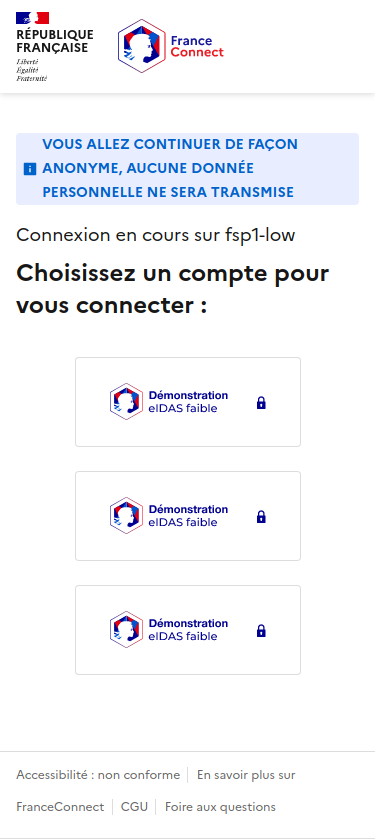 RÉPUBLIQUE
FRANÇAISE
Liberté
Égalité
Fraternité
France
Connect
VOUS ALLEZ CONTINUER DE FAÇON
ANONYME, AUCUNE DONNÉE
PERSONNELLE NE SERA TRANSMISE
Connexion en cours sur fsp1-low
Choisissez un compte pour
vous connecter :
Démonstration
eIDAS faible
Démonstration
eIDAS faible
Démonstration
eIDAS faible
Accessibilité : non conforme
En savoir plus sur
FranceConnect
CGU
Foire aux questions